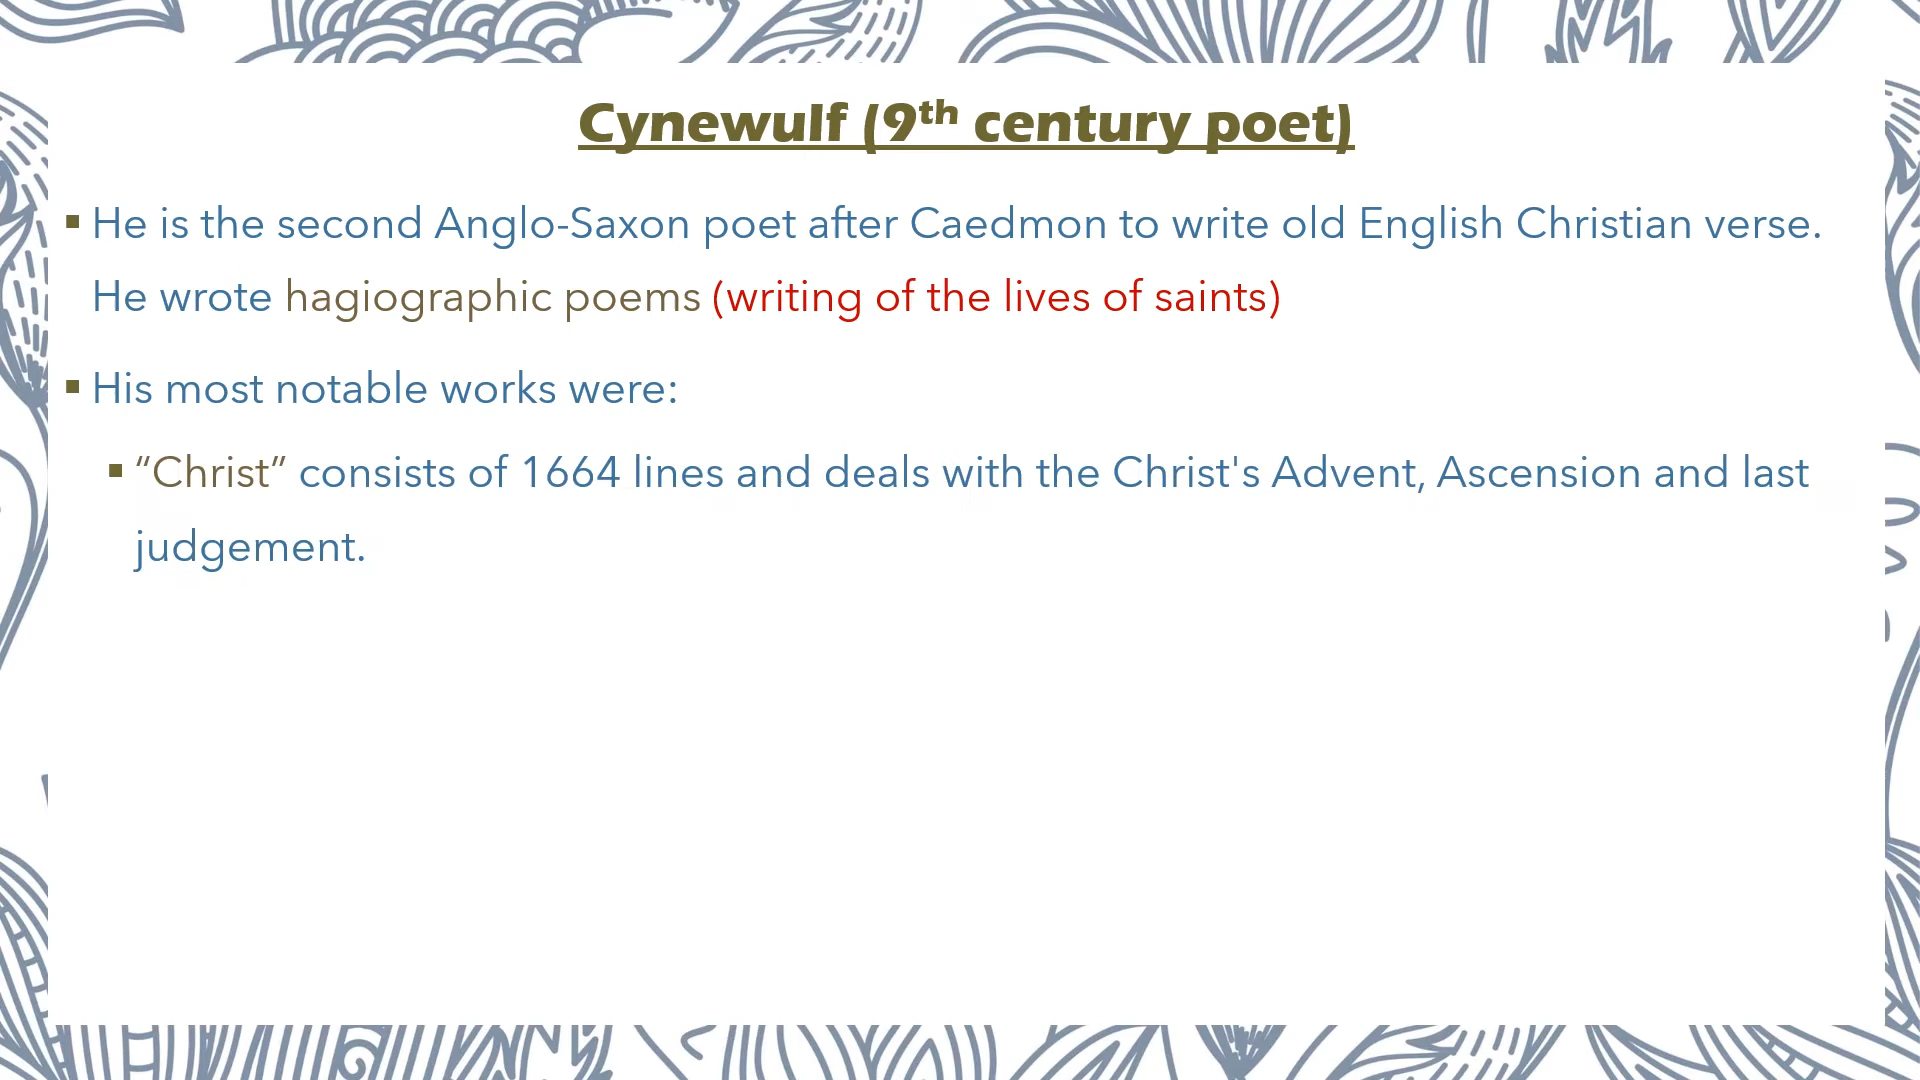 Cynewulf (9th century poet)
▪ He is the second Anglo-Saxon poet after Caedmon to write old English Christian verse.
He wrote hagiographic poems (writing of the lives of saints)
▪ His most notable works were:
▪ “Christ” consists of 1664 lines and deals with the Christ's Advent, Ascension and last
judgement.